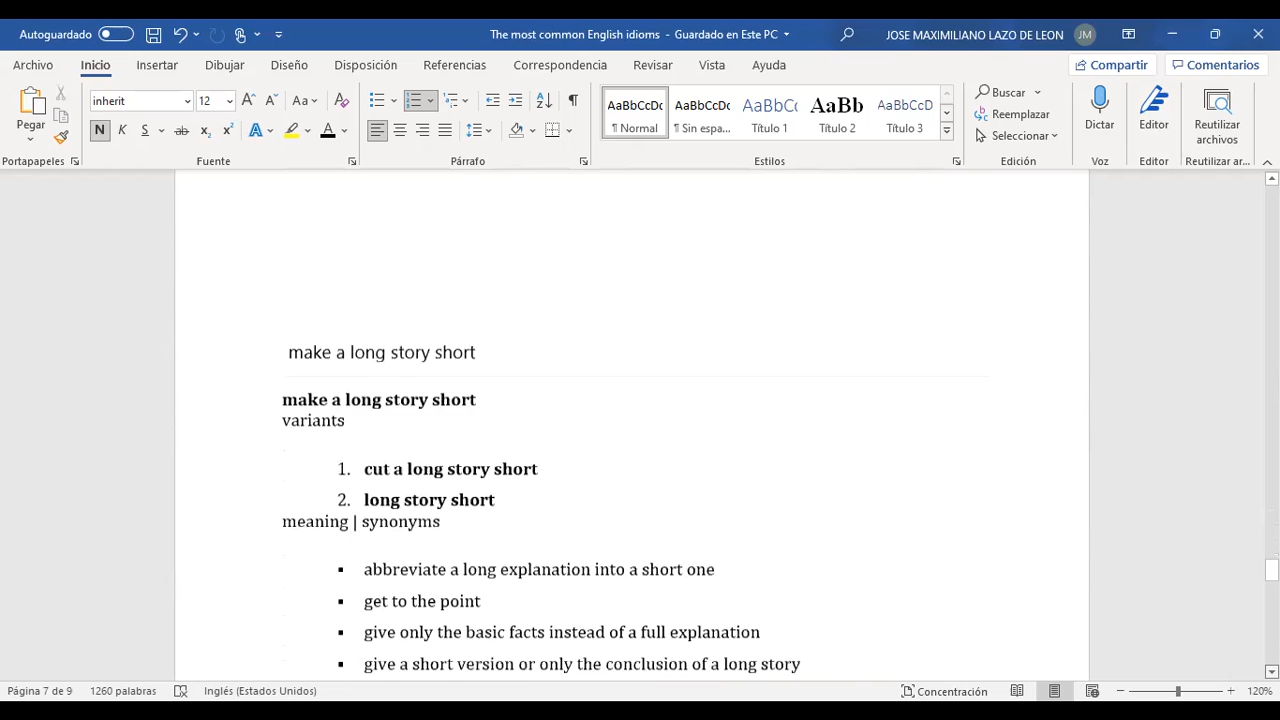 Autoguardado
The most common English idioms - Guardado en Este PC
JOSE MAXIMILIANO LAZO DE LEON
JM
Archivo Inicio Insertar Dibujar Diseño Disposición Referencias Correspondencia Revisar Vista Ayuda
Compartir Comentarios
Pegar
inherit 12 Aa
N K S ab x₂ x² A A
AaBbCcDc AaBbCcDc AaBbCc AaBb AaBbCcD
¶ Normal ¶ Sin espa... Título 1 Título 2 Título 3
Buscar
Reemplazar
Seleccionar
Dictar
Editor
Reutilizar
archivos
Portapapeles Fuente Párrafo Estilos Edición Voz Editor Reutilizar ar...
make a long story short
make a long story short
variants
1. cut a long story short
2. long story short
meaning | synonyms
▪ abbreviate a long explanation into a short one
▪ get to the point
▪ give only the basic facts instead of a full explanation
▪ give a short version or only the conclusion of a long story
Página 7 de 9 1260 palabras Inglés (Estados Unidos) Concentración 120%